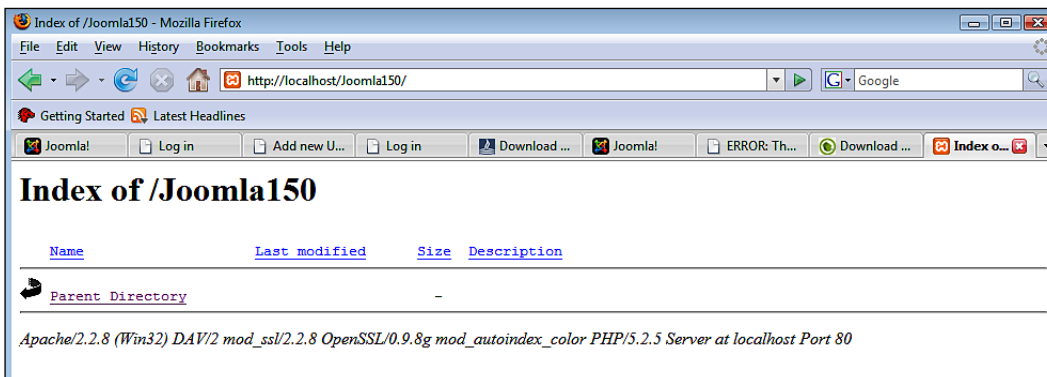 Index of /Joomla150 - Mozilla Firefox
File Edit View History Bookmarks Tools Help
http://localhost/Joomla150/ G Google
Getting Started Latest Headlines
Joomla! Log in Add new U... Log in Download ... Joomla! ERROR: Th... Download ... Index o...
Index of /Joomla150
Name Last modified Size Description
Parent Directory -
Apache/2.2.8 (Win32) DAV/2 mod_ssl/2.2.8 OpenSSL/0.9.8g mod_autoindex_color PHP/5.2.5 Server at localhost Port 80